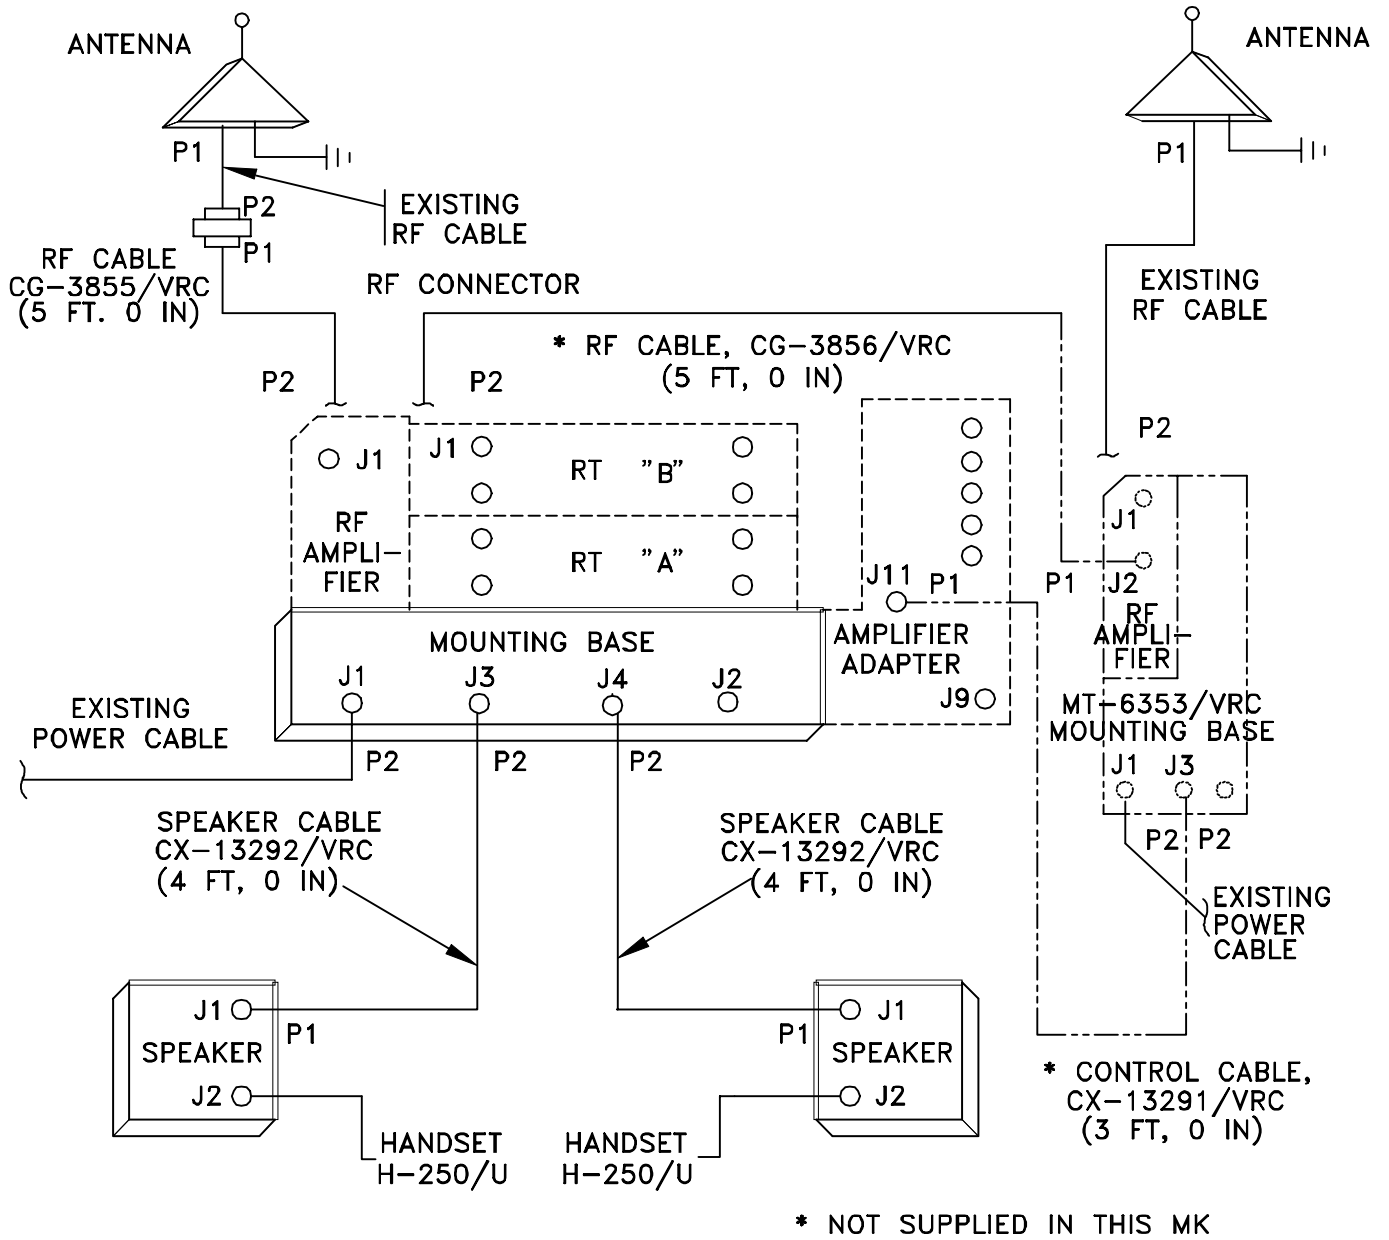 ANTENNA
ANTENNA
P1
P1
P2
EXISTING
RF CABLE
P1
RF CABLE
CG-3855/VRC
(5 FT. 0 IN)
RF CONNECTOR
EXISTING
RF CABLE
* RF CABLE, CG-3856/VRC
(5 FT, 0 IN)
P2
P2
P2
J1
J1
RT "B"
RF
AMPLI-
FIER
RT "A"
J11
P1
P1
J1
J2
RF
AMPLI-
FIER
MOUNTING BASE
AMPLIFIER
ADAPTER
J1
J3
J4
J2
J9
MT-6353/VRC
MOUNTING BASE
J1
J3
EXISTING
POWER CABLE
P2
P2
P2
P2
P2
SPEAKER CABLE
CX-13292/VRC
(4 FT, 0 IN)
SPEAKER CABLE
CX-13292/VRC
(4 FT, 0 IN)
EXISTING
POWER
CABLE
J1
P1
SPEAKER
J2
P1
J1
SPEAKER
J2
* CONTROL CABLE,
CX-13291/VRC
(3 FT, 0 IN)
HANDSET
H-250/U
HANDSET
H-250/U
* NOT SUPPLIED IN THIS MK